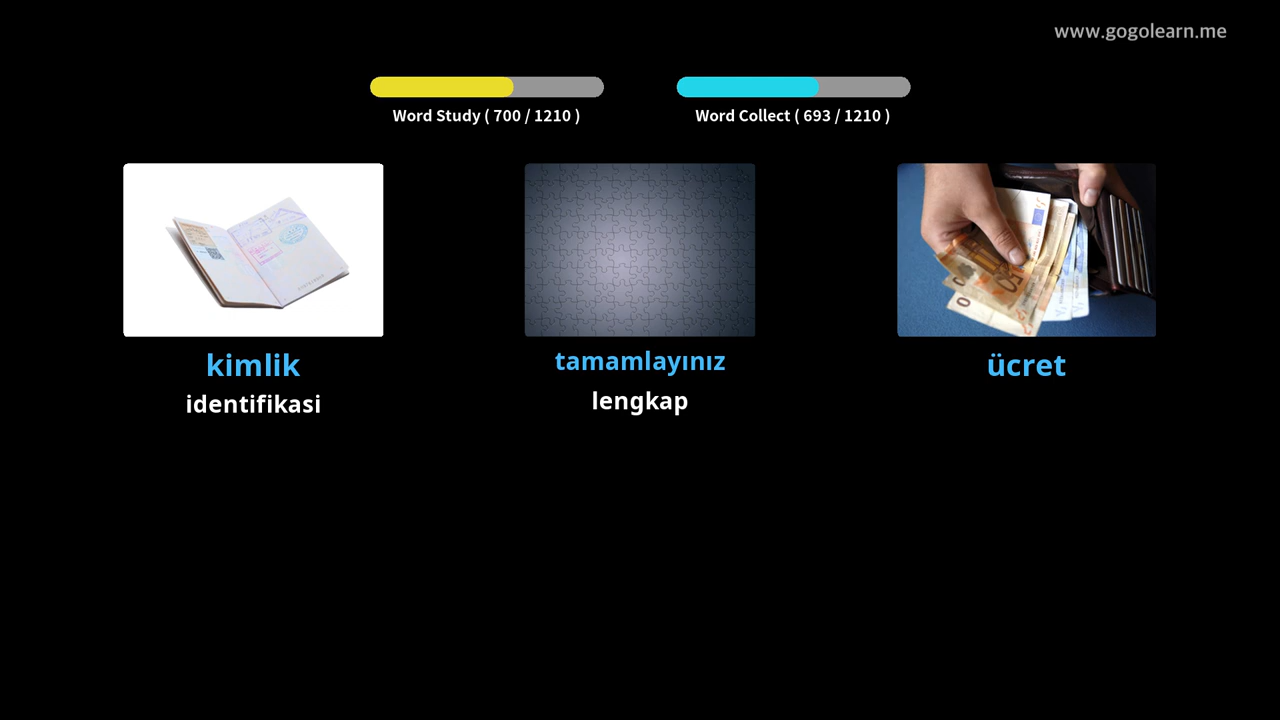 www.gogolearn.me
Word Study ( 700 / 1210 )
Word Collect ( 693 / 1210 )
kimlik
identifikasi
tamamlayınız
lengkap
ücret